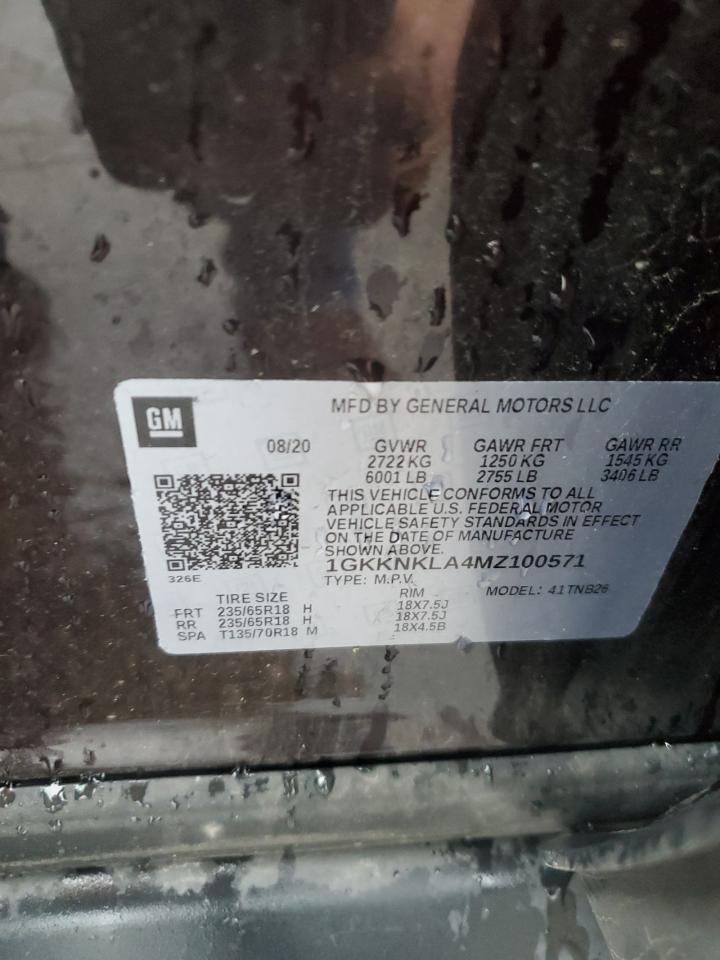 GM
MFD BY GENERAL MOTORS LLC
08/20 GVWR GAWR FRT GAWR RR
2722 KG 1250 KG 1545 KG
6001 LB 2755 LB 3406 LB
THIS VEHICLE CONFORMS TO ALL
APPLICABLE U.S. FEDERAL MOTOR
VEHICLE SAFETY STANDARDS IN EFFECT
ON THE DATE OF MANUFACTURE
SHOWN ABOVE.
1GKKNKLA4MZ100571
326E
TYPE: M.P.V.
TIRE SIZE RIM MODEL: 41TNB26
FRT 235/65R18 H 18X7.5J
RR 235/65R18 H 18X7.5J
SPA T135/70R18 M 18X4.5B